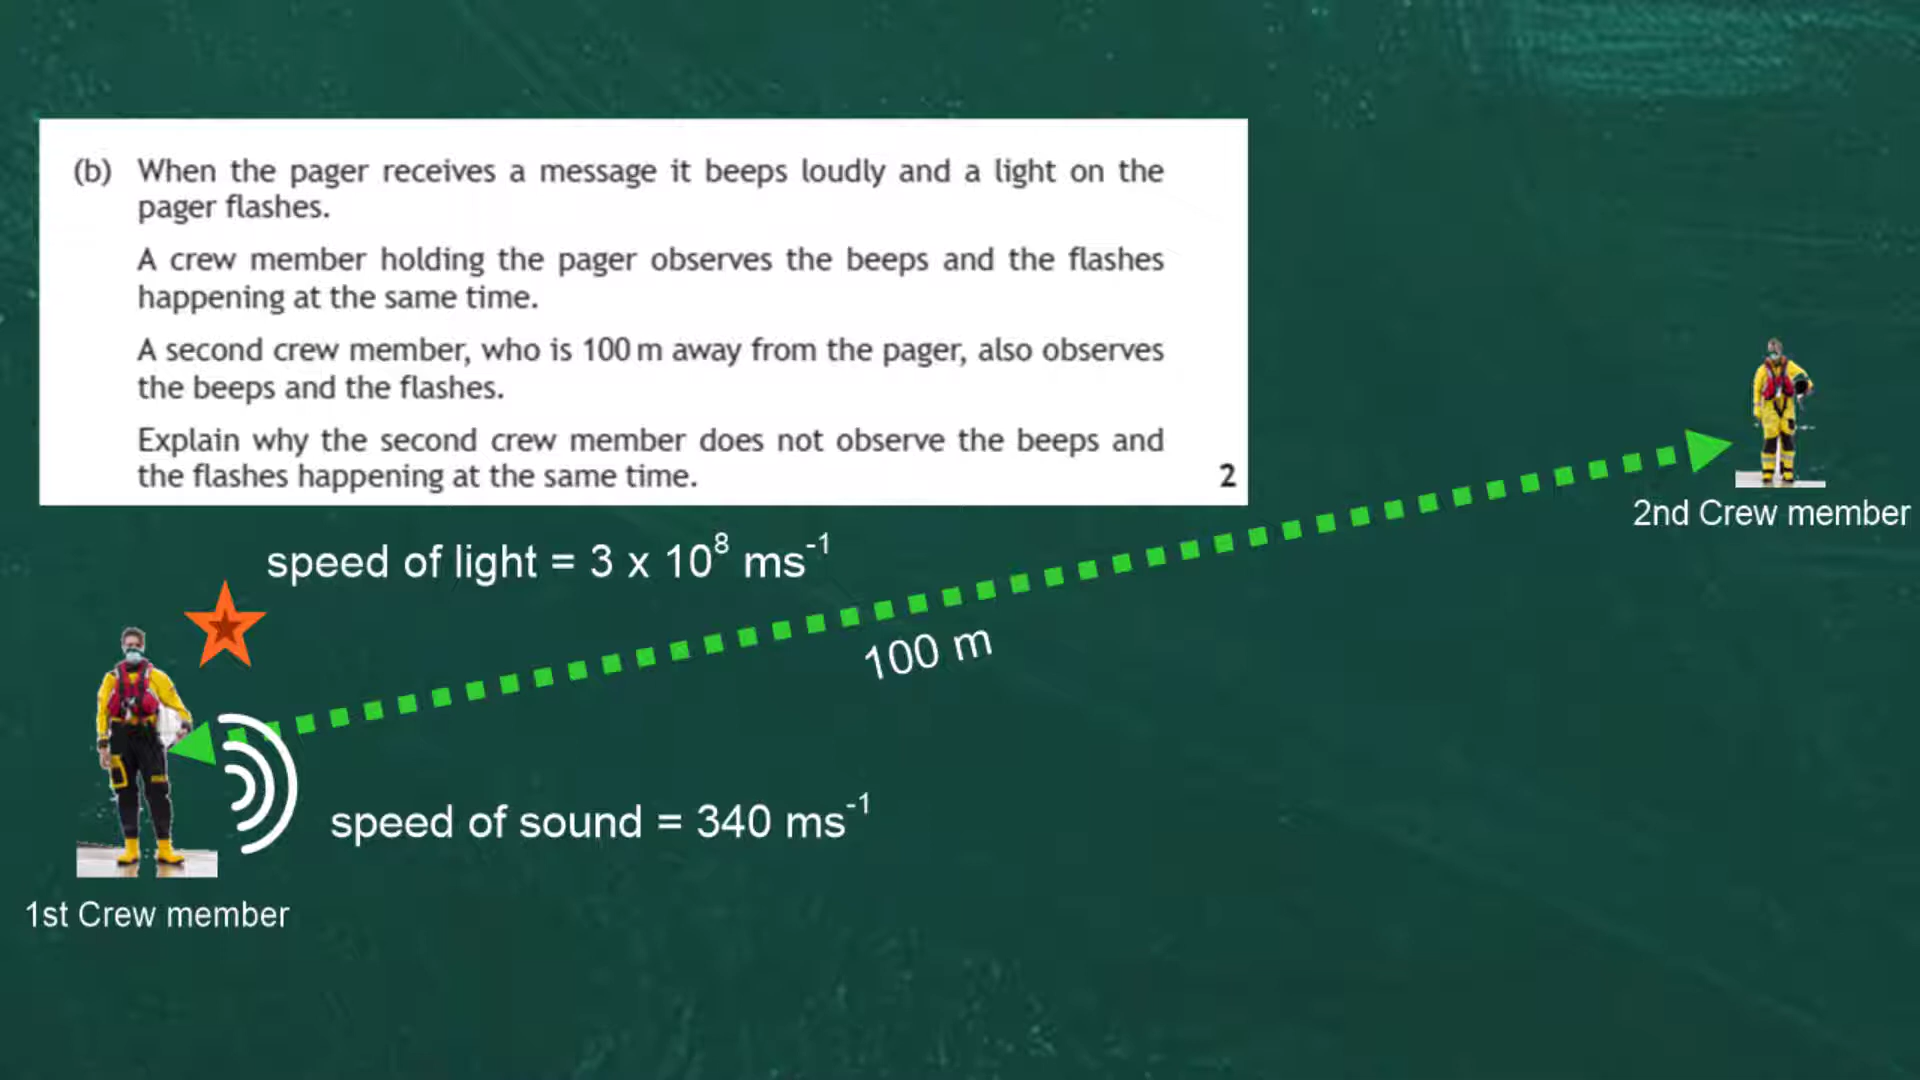 (b) When the pager receives a message it beeps loudly and a light on the
pager flashes.
A crew member holding the pager observes the beeps and the flashes
happening at the same time.
A second crew member, who is 100 m away from the pager, also observes
the beeps and the flashes.
Explain why the second crew member does not observe the beeps and
the flashes happening at the same time.
2
2nd Crew member
speed of light = 3 x 10⁸ ms⁻¹
100 m
speed of sound = 340 ms⁻¹
1st Crew member